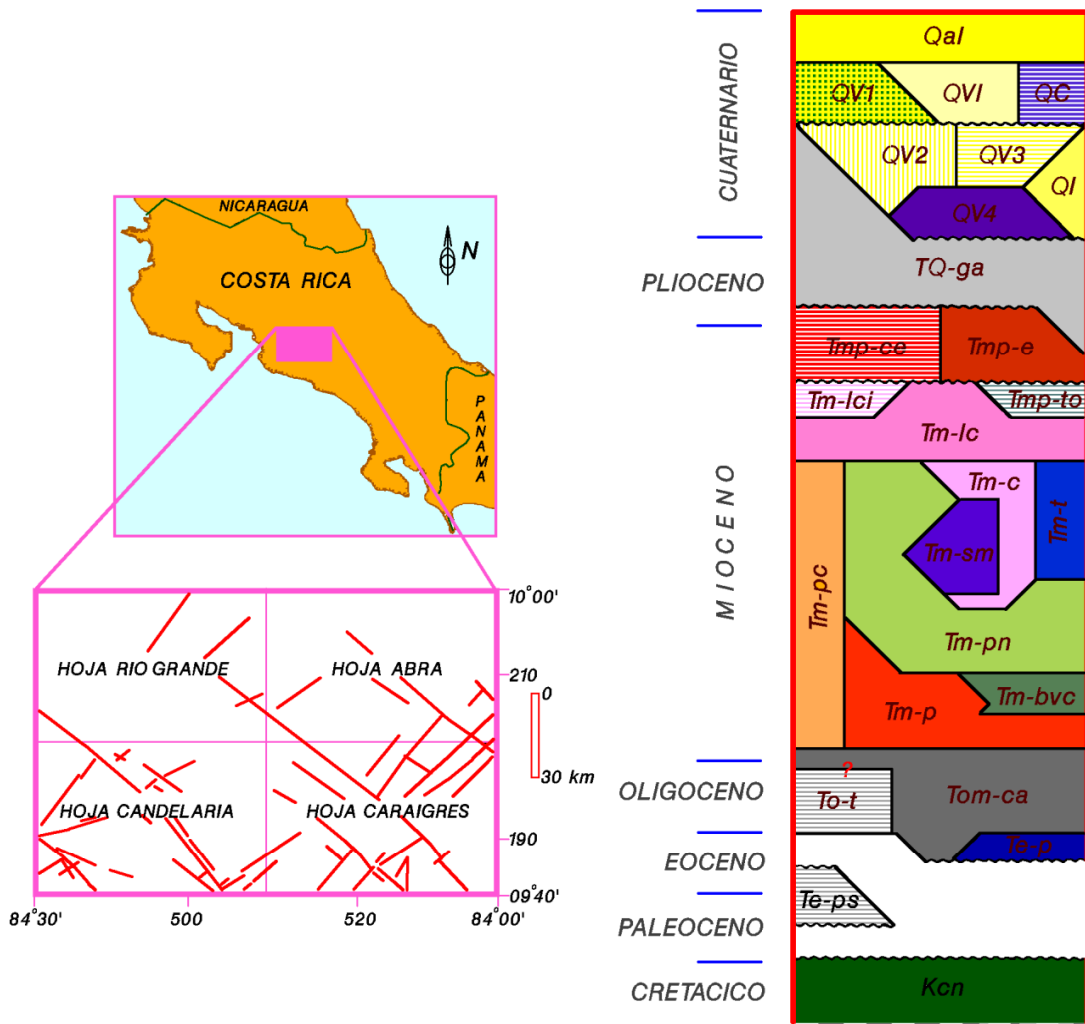 NICARAGUA
N
COSTA RICA
PANAMA
10°00'
HOJA RIO GRANDE
HOJA ABRA
210
0
30 km
HOJA CANDELARIA
HOJA CARAIGRES
190
09°40'
84°30'
500
520
84°00'
CUATERNARIO
PLIOCENO
MIOCENO
OLIGOCENO
EOCENO
PALEOCENO
CRETACICO
Qal
QV1
QVI
QC
QV2
QV3
QI
QV4
TQ-ga
Tmp-ce
Tmp-e
Tm-lci
Tmp-to
Tm-lc
Tm-c
Tm-t
Tm-sm
Tm-pc
Tm-pn
Tm-bvc
Tm-p
?
To-t
Tom-ca
Te-p
Te-ps
Kcn